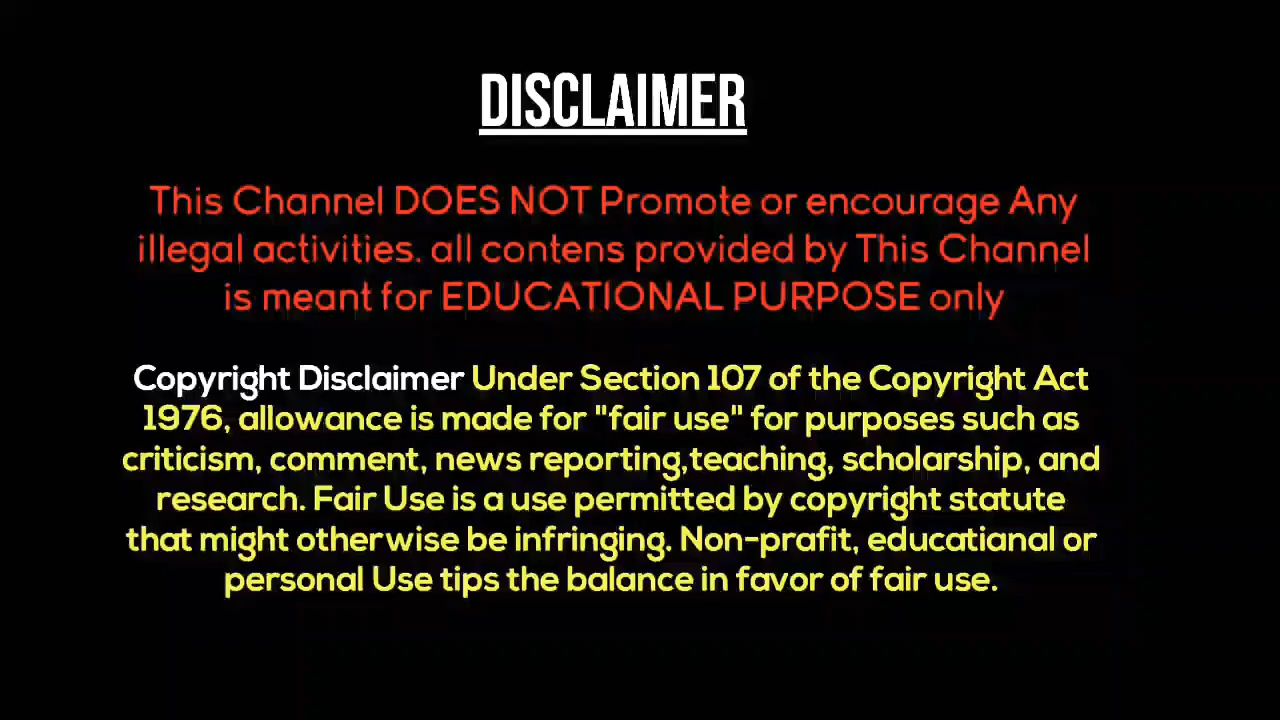 DISCLAIMER
This Channel DOES NOT Promote or encourage Any
illegal activities. all contens provided by This Channel
is meant for EDUCATIONAL PURPOSE only
Copyright Disclaimer Under Section 107 of the Copyright Act
1976, allowance is made for "fair use" for purposes such as
criticism, comment, news reporting,teaching, scholarship, and
research. Fair Use is a use permitted by copyright statute
that might otherwise be infringing. Non-prafit, educatianal or
personal Use tips the balance in favor of fair use.